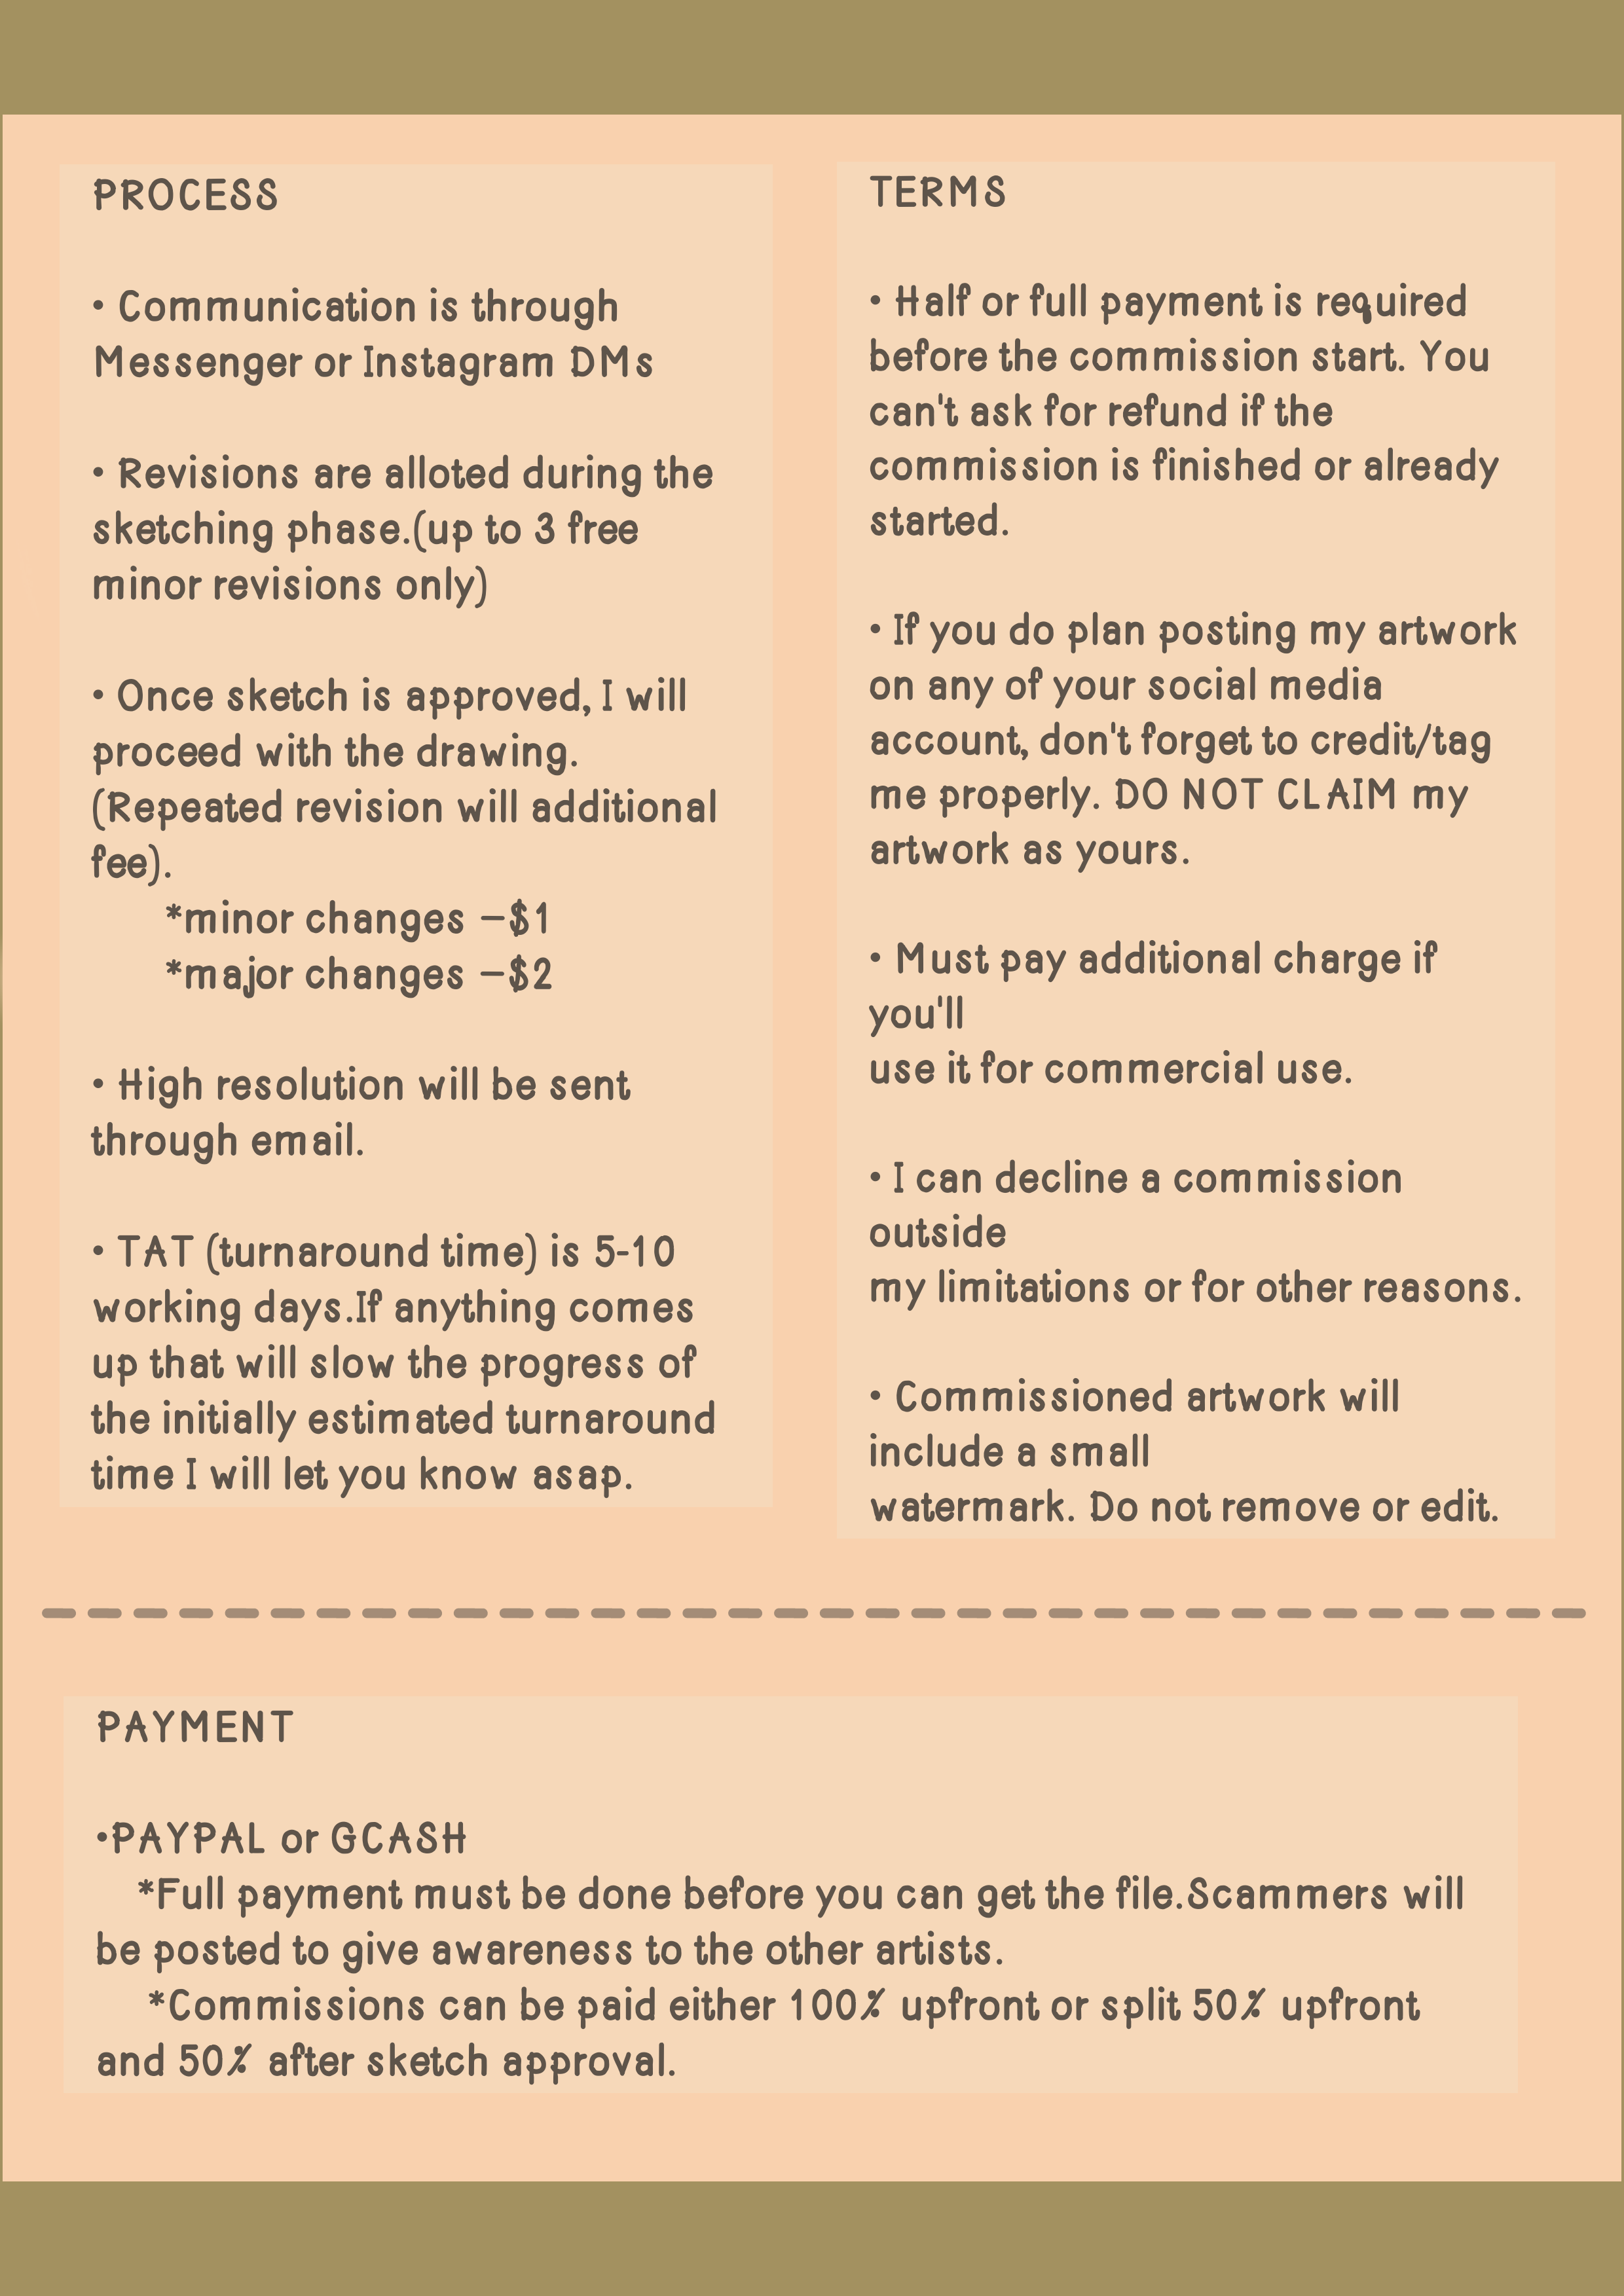 PROCESS
• Communication is through
Messenger or Instagram DMs
• Revisions are alloted during the
sketching phase.(up to 3 free
minor revisions only)
• Once sketch is approved, I will
proceed with the drawing.
(Repeated revision will additional
fee).
*minor changes –$1
*major changes –$2
• High resolution will be sent
through email.
• TAT (turnaround time) is 5-10
working days.If anything comes
up that will slow the progress of
the initially estimated turnaround
time I will let you know asap.
TERMS
• Half or full payment is required
before the commission start. You
can't ask for refund if the
commission is finished or already
started.
• If you do plan posting my artwork
on any of your social media
account, don't forget to credit/tag
me properly. DO NOT CLAIM my
artwork as yours.
• Must pay additional charge if
you'll
use it for commercial use.
• I can decline a commission
outside
my limitations or for other reasons.
• Commissioned artwork will
include a small
watermark. Do not remove or edit.
PAYMENT
•PAYPAL or GCASH
*Full payment must be done before you can get the file.Scammers will
be posted to give awareness to the other artists.
*Commissions can be paid either 100% upfront or split 50% upfront
and 50% after sketch approval.